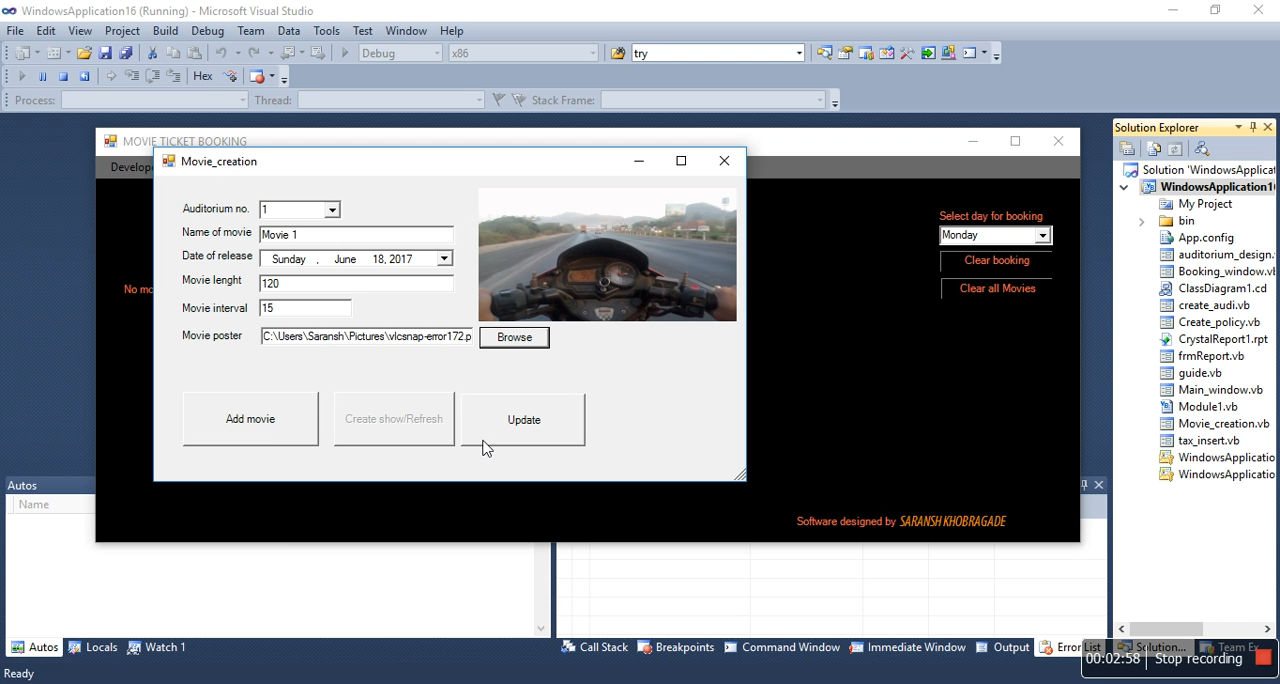 WindowsApplication16 (Running) - Microsoft Visual Studio
File Edit View Project Build Debug Team Data Tools Test Window Help
Debug x86 try
Hex
Process: Thread: Stack Frame:
MOVIE TICKET BOOKING
Develope
Movie_creation
Auditorium no. 1
Name of movie Movie 1
Date of release Sunday , June 18, 2017
Movie lenght 120
Movie interval 15
Movie poster C:\Users\Saransh\Pictures\vlcsnap-error172.p Browse
Add movie Create show/Refresh Update
No mo
Select day for booking
Monday
Clear booking
Clear all Movies
Software designed by SARANSH KHOBRAGADE
Solution Explorer
Solution 'WindowsApplicat
WindowsApplication1
My Project
bin
App.config
auditorium_design.
Booking_window.vb
ClassDiagram1.cd
create_audi.vb
Create_policy.vb
CrystalReport1.rpt
frmReport.vb
guide.vb
Main_window.vb
Module1.vb
Movie_creation.vb
tax_insert.vb
WindowsApplicatio
WindowsApplicatio
Autos
Name
Autos Locals Watch 1
Call Stack Breakpoints Command Window Immediate Window Output Error List Solution... Team Ex
00:02:58 Stop recording
Ready